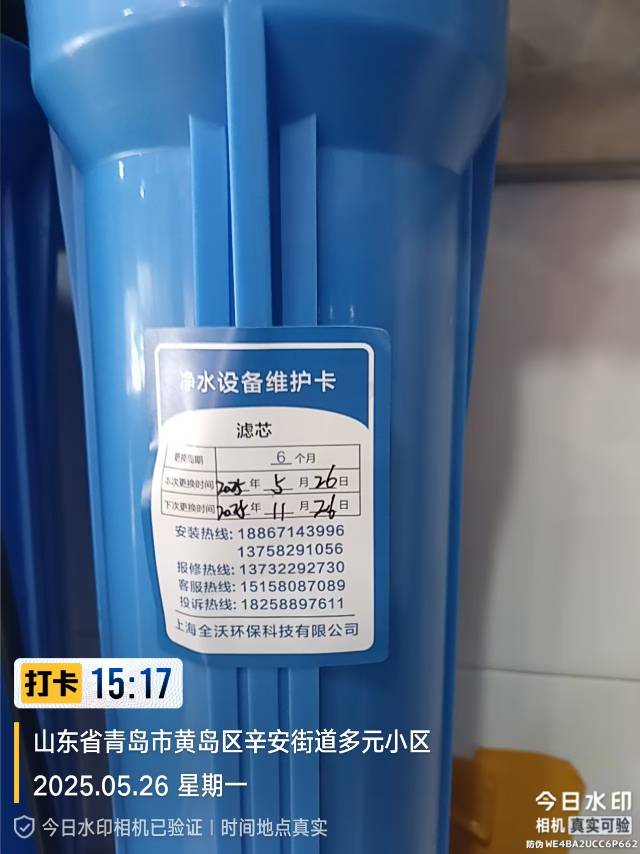 净水设备维护卡
滤芯
更换周期 6 个月
本次更换时间 2025 年 5 月 26 日
下次更换时间 2025 年 11 月 26 日
安装热线: 18867143996
13758291056
报修热线: 13732292730
客服热线: 15158087089
投诉热线: 18258897611
上海全沃环保科技有限公司
打卡 15:17
山东省青岛市黄岛区辛安街道多元小区
2025.05.26 星期一
今日水印相机已验证 | 时间地点真实
今日水印
相机 真实可验
防伪 WE4BA2UCC6P662